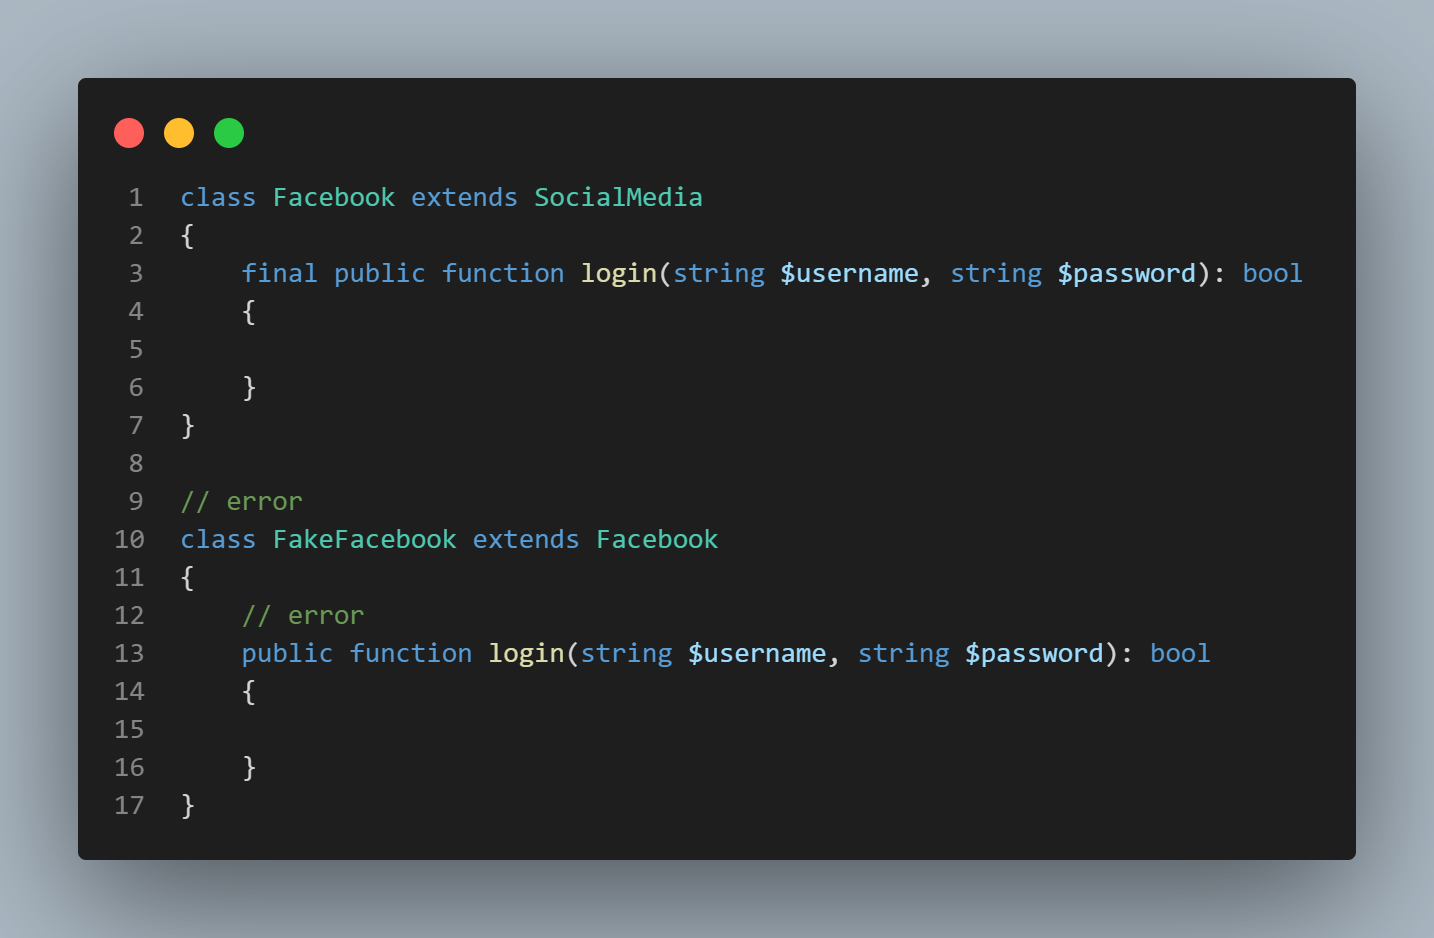 1 class Facebook extends SocialMedia
2 {
3     final public function login(string $username, string $password): bool
4     {
5
6     }
7 }
8
9 // error
10 class FakeFacebook extends Facebook
11 {
12     // error
13     public function login(string $username, string $password): bool
14     {
15
16     }
17 }